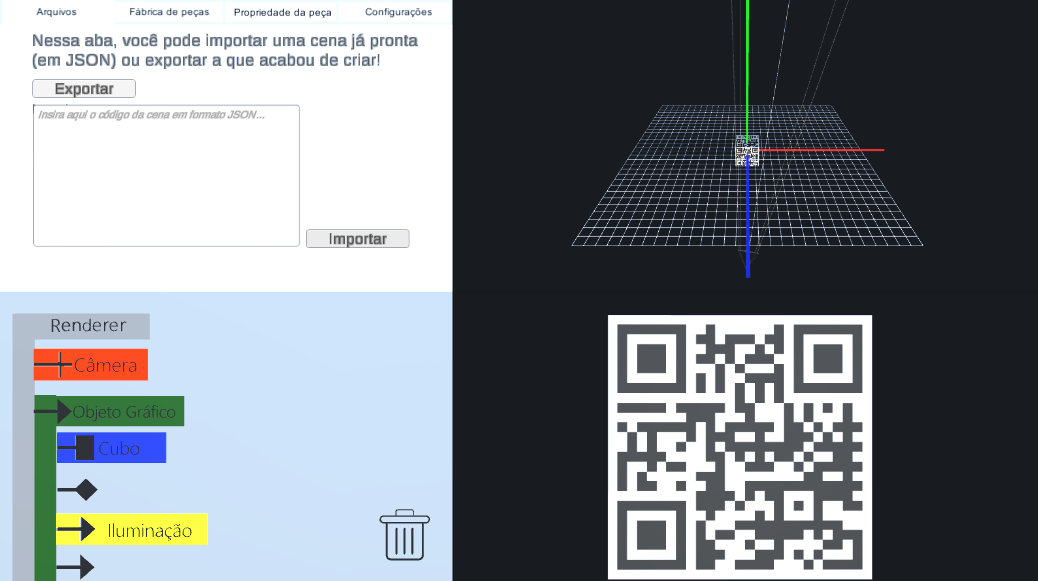 Arquivos
Fábrica de peças
Propriedade da peça
Configurações
Nessa aba, você pode importar uma cena já pronta
(em JSON) ou exportar a que acabou de criar!
Exportar
Insira aqui o código da cena em formato JSON...
Importar
Renderer
Câmera
Objeto Gráfico
Cubo
Iluminação